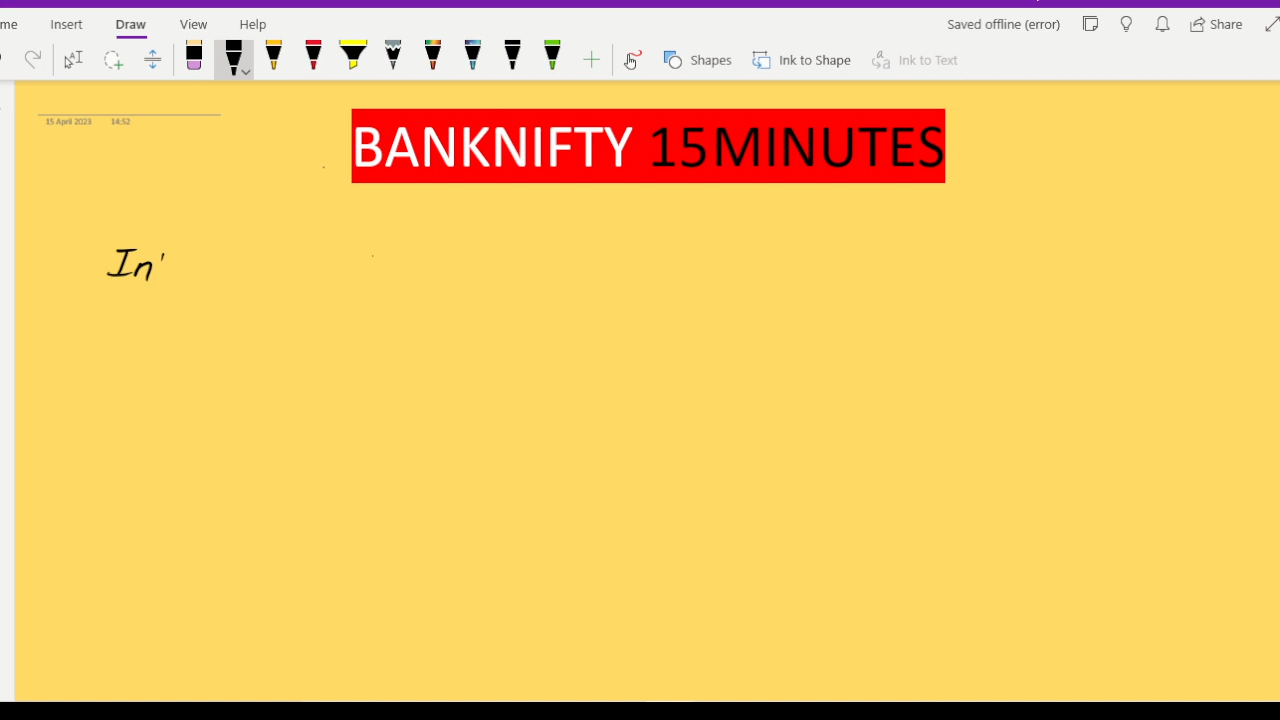 me Insert Draw View Help Saved offline (error) Share
Shapes Ink to Shape Ink to Text
15 April 2023 14:52
BANKNIFTY 15MINUTES
In